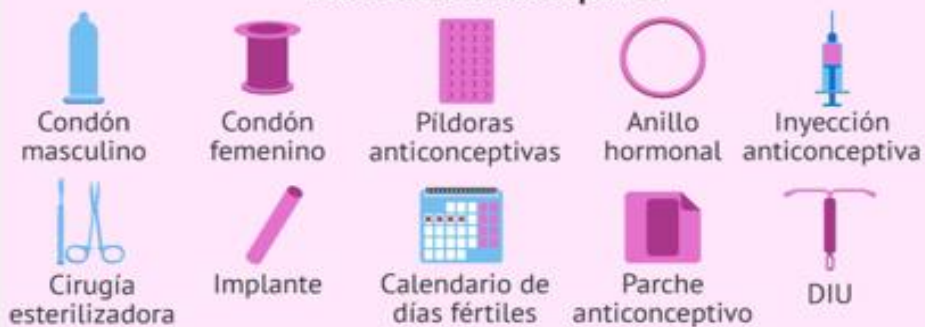 Condón
masculino
Condón
femenino
Píldoras
anticonceptivas
Anillo
hormonal
Inyección
anticonceptiva
Cirugía
esterilizadora
Implante
Calendario de
días fértiles
Parche
anticonceptivo
DIU